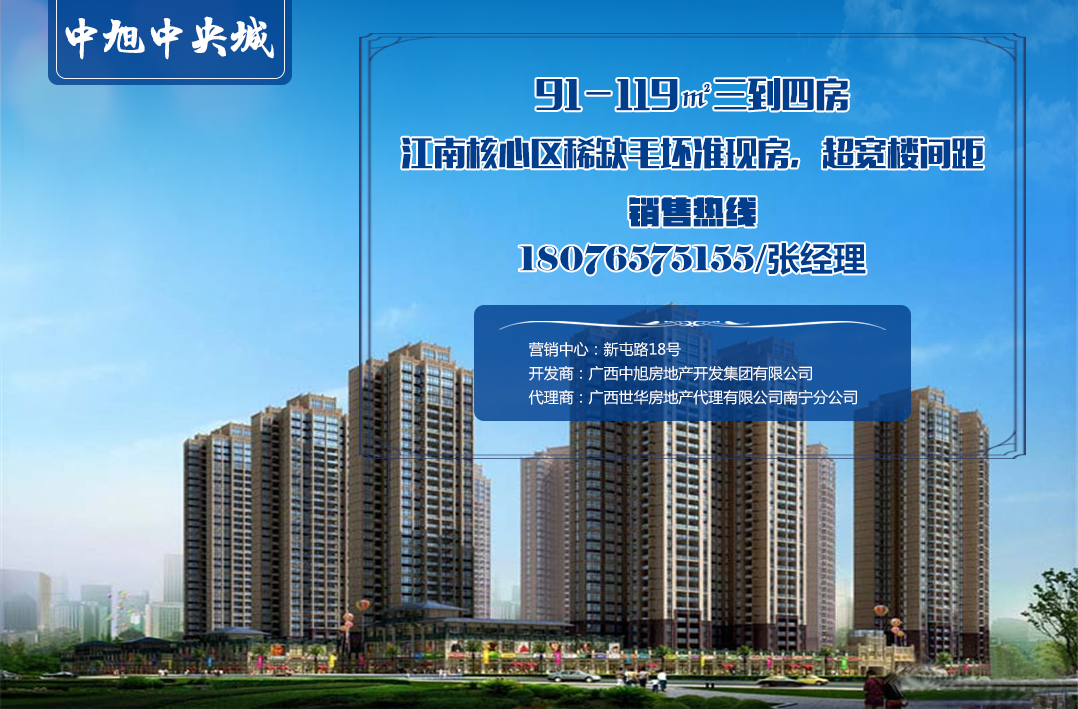 中旭中央城
91－119㎡三到四房
江南核心区稀缺毛坯准现房，超宽楼间距
销售热线
18076575155/张经理
营销中心：新屯路18号
开发商：广西中旭房地产开发集团有限公司
代理商：广西世华房地产代理有限公司南宁分公司